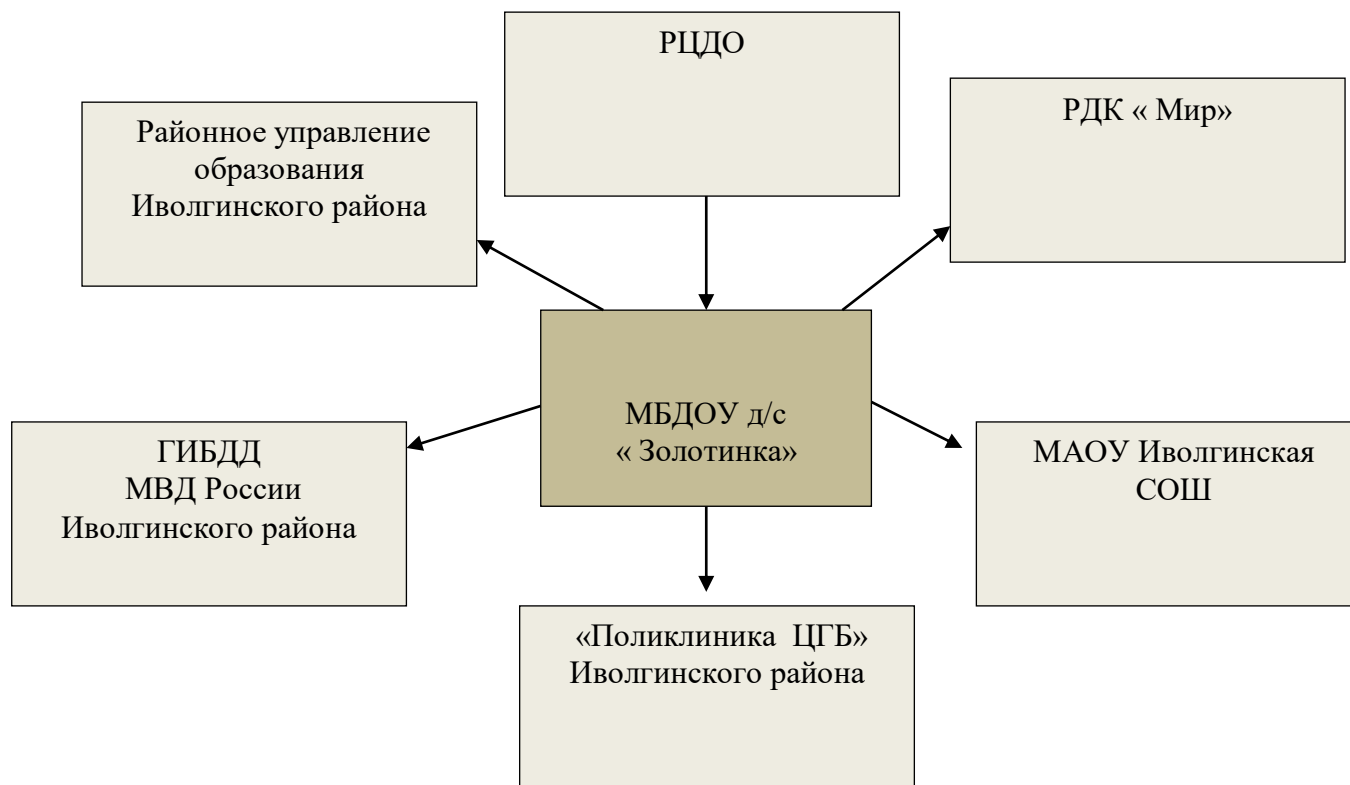 РЦДО
РДК « Мир»
Районное управление
образования
Иволгинского района
МБДОУ д/с
« Золотинка»
ГИБДД
МВД России
Иволгинского района
МАОУ Иволгинская
СОШ
«Поликлиника ЦГБ»
Иволгинского района